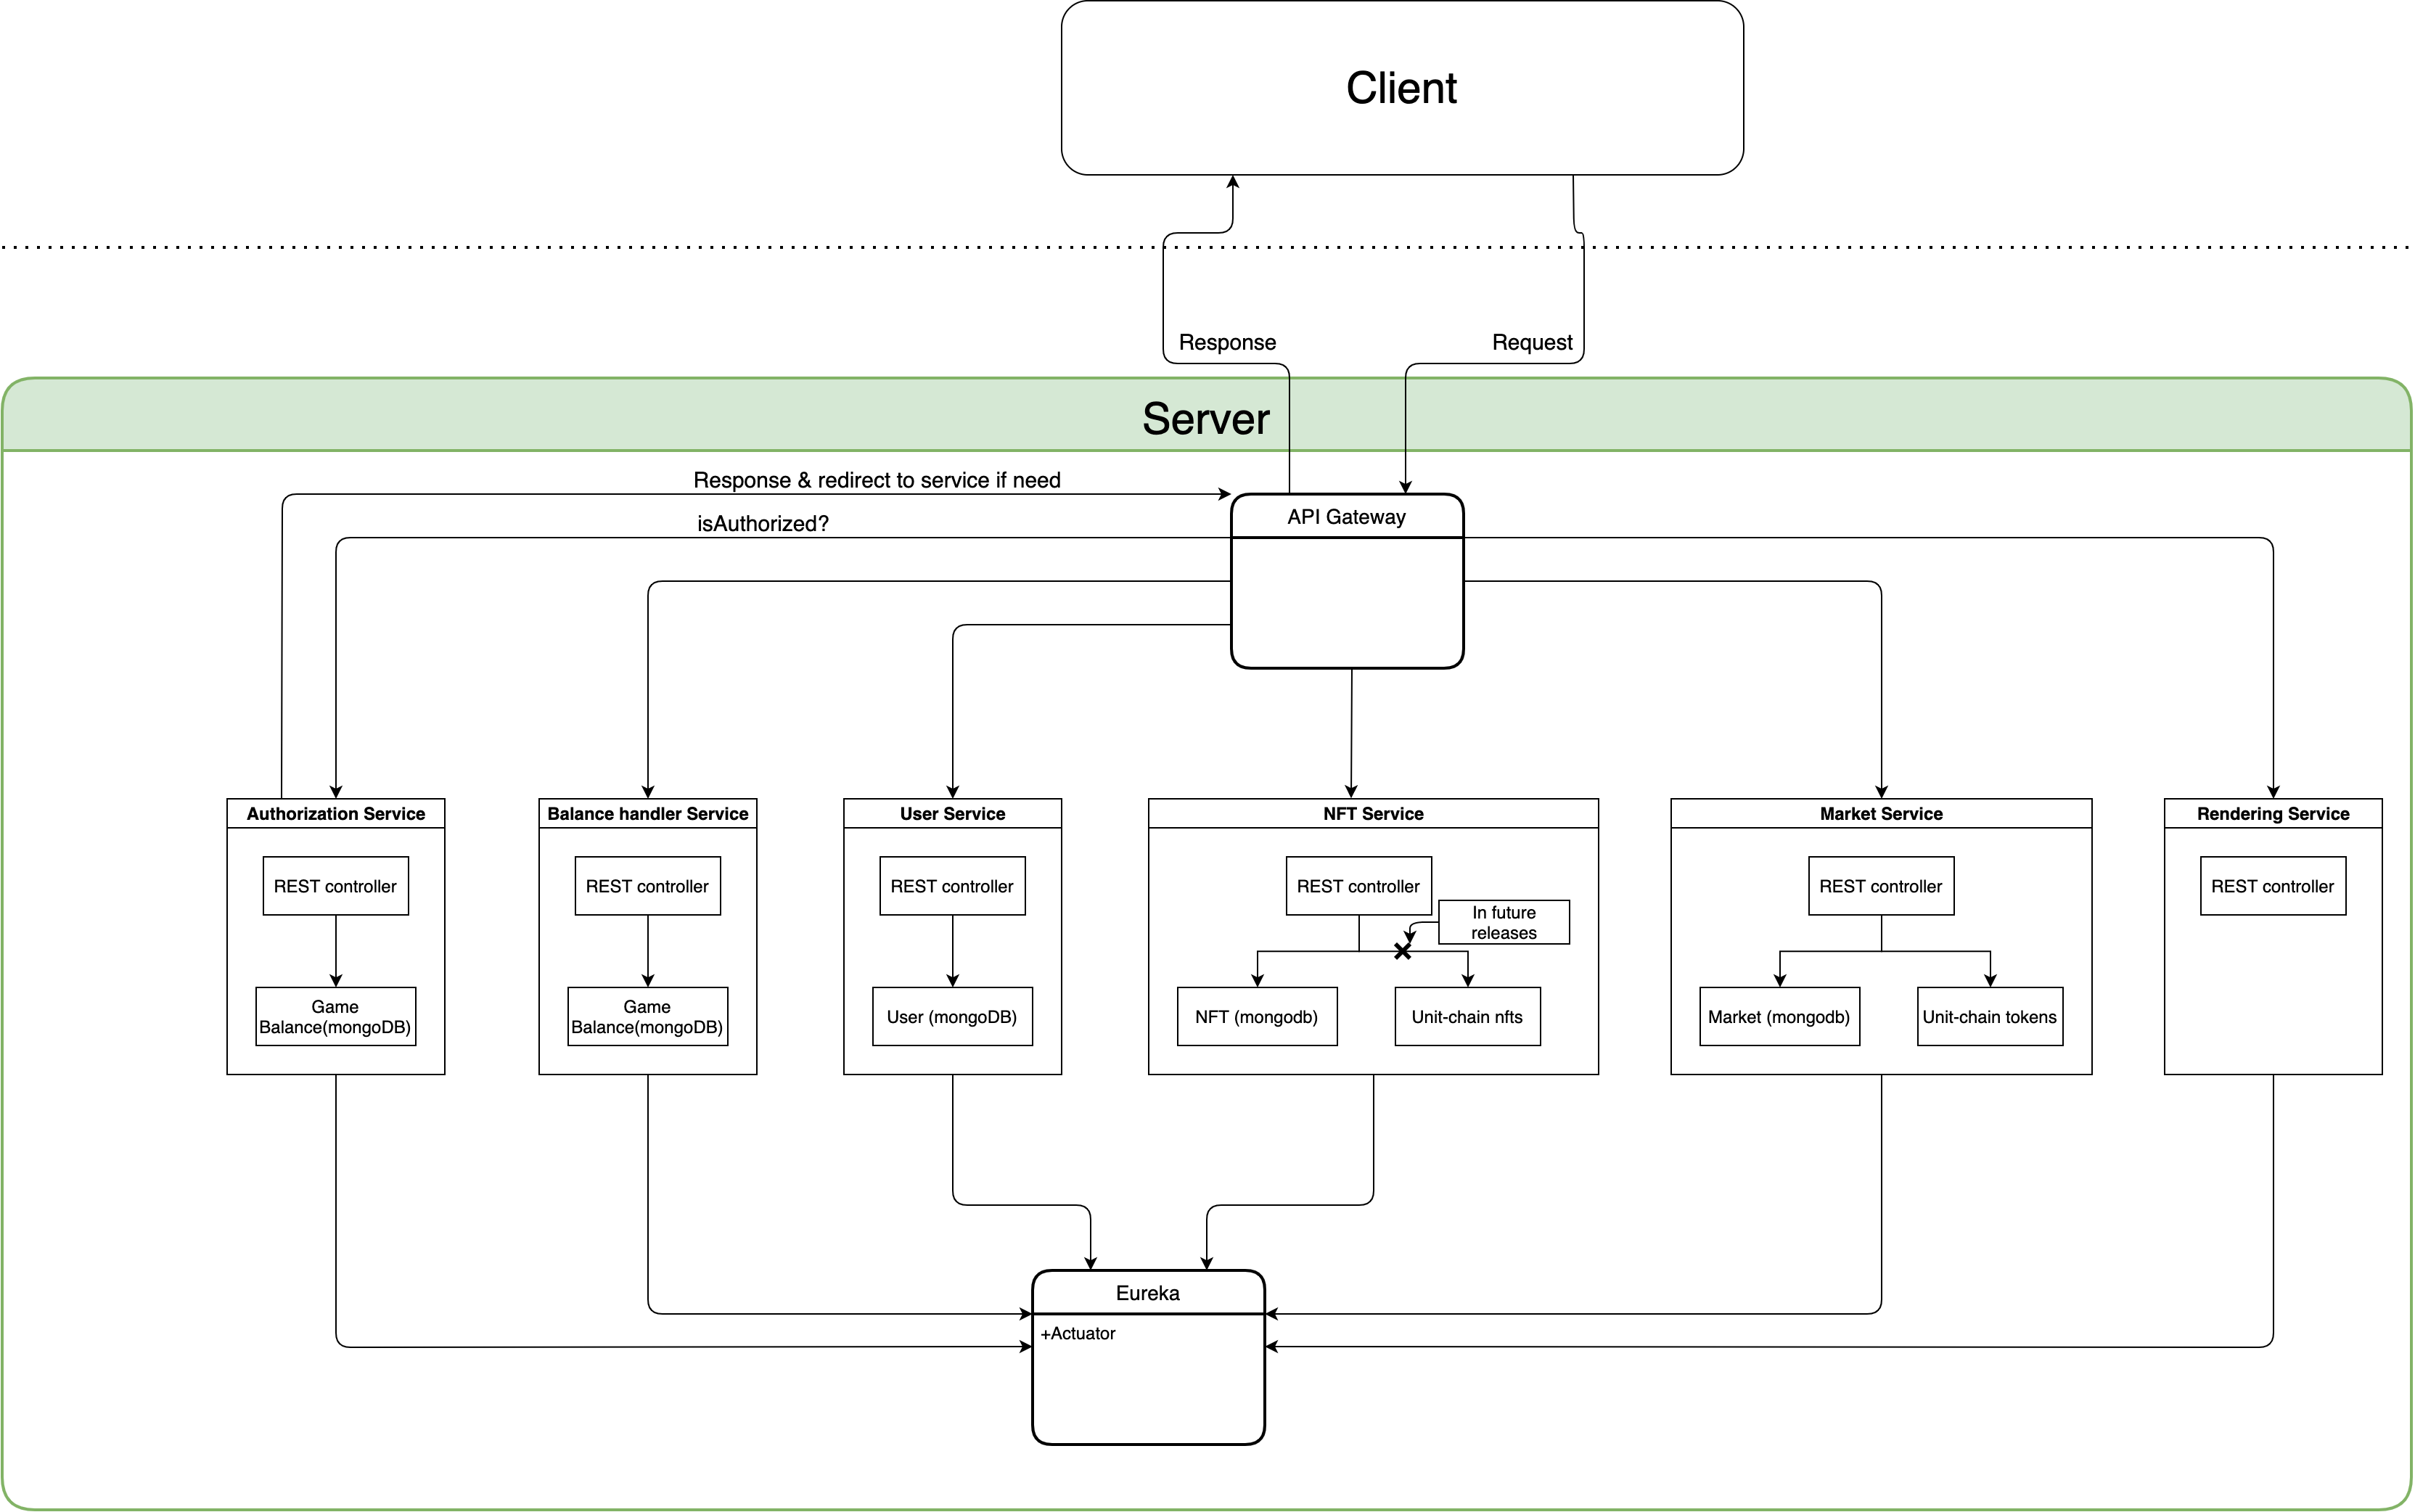 Client
Response
Request
Server
Response & redirect to service if need
isAuthorized?
API Gateway
Authorization Service
REST controller
Game
Balance(mongoDB)
Balance handler Service
REST controller
Game
Balance(mongoDB)
User Service
REST controller
User (mongoDB)
NFT Service
REST controller
In future
releases
NFT (mongodb)
Unit-chain nfts
Market Service
REST controller
Market (mongodb)
Unit-chain tokens
Rendering Service
REST controller
Eureka
+Actuator